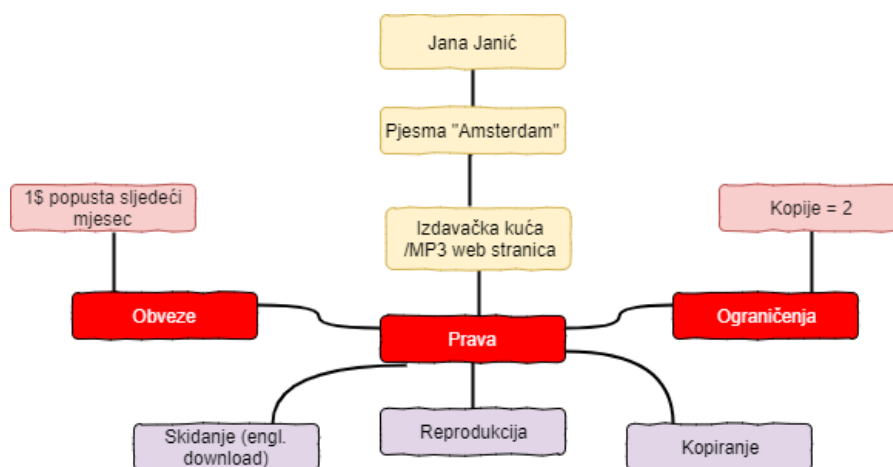 Jana Janić
Pjesma "Amsterdam"
1$ popusta sljedeći
mjesec
Izdavačka kuća
/MP3 web stranica
Kopije = 2
Obveze
Prava
Ograničenja
Skidanje (engl.
download)
Reprodukcija
Kopiranje